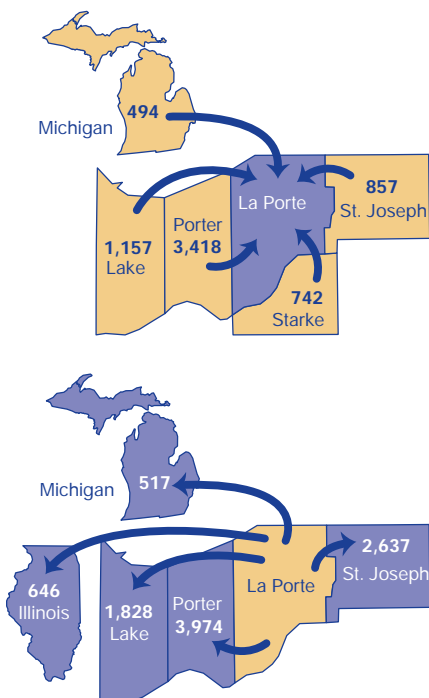 494
Michigan
857
La Porte
St. Joseph
Porter
1,157
3,418
Lake
742
Starke
517
Michigan
2,637
St. Joseph
646
La Porte
Illinois
1,828
Porter
Lake
3,974